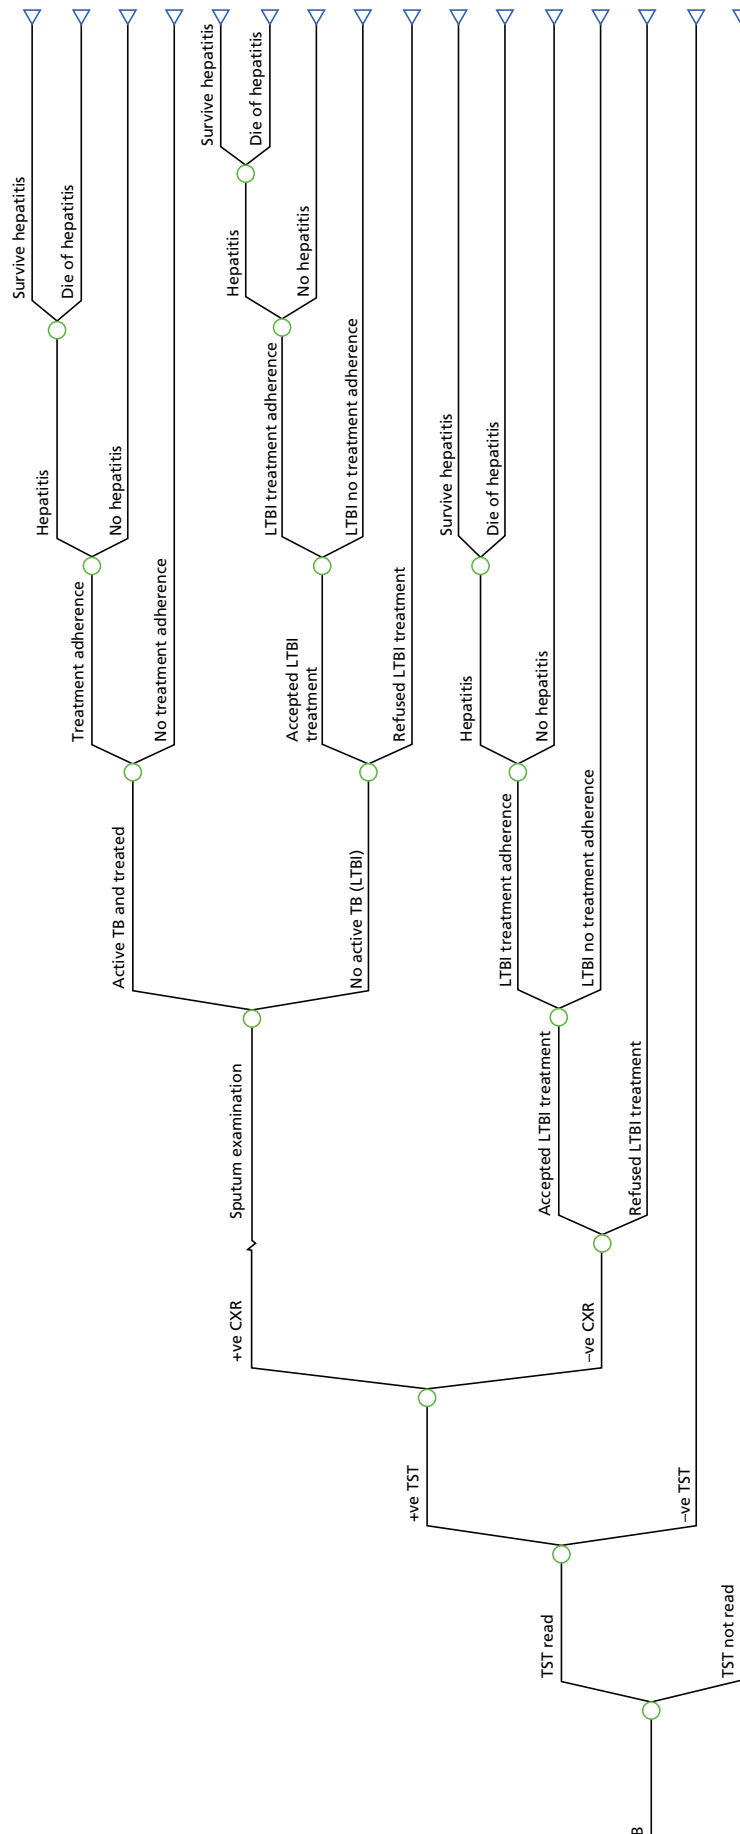 Survive hepatitis
Die of hepatitis
Hepatitis
No hepatitis
Treatment adherence
No treatment adherence
Active TB and treated
Survive hepatitis
Die of hepatitis
Hepatitis
No hepatitis
LTBI treatment adherence
LTBI no treatment adherence
Accepted LTBI
treatment
Refused LTBI treatment
No active TB (LTBI)
Sputum examination
+ve CXR
Survive hepatitis
Die of hepatitis
Hepatitis
No hepatitis
LTBI treatment adherence
LTBI no treatment adherence
Accepted LTBI treatment
Refused LTBI treatment
–ve CXR
+ve TST
–ve TST
TST read
TST not read